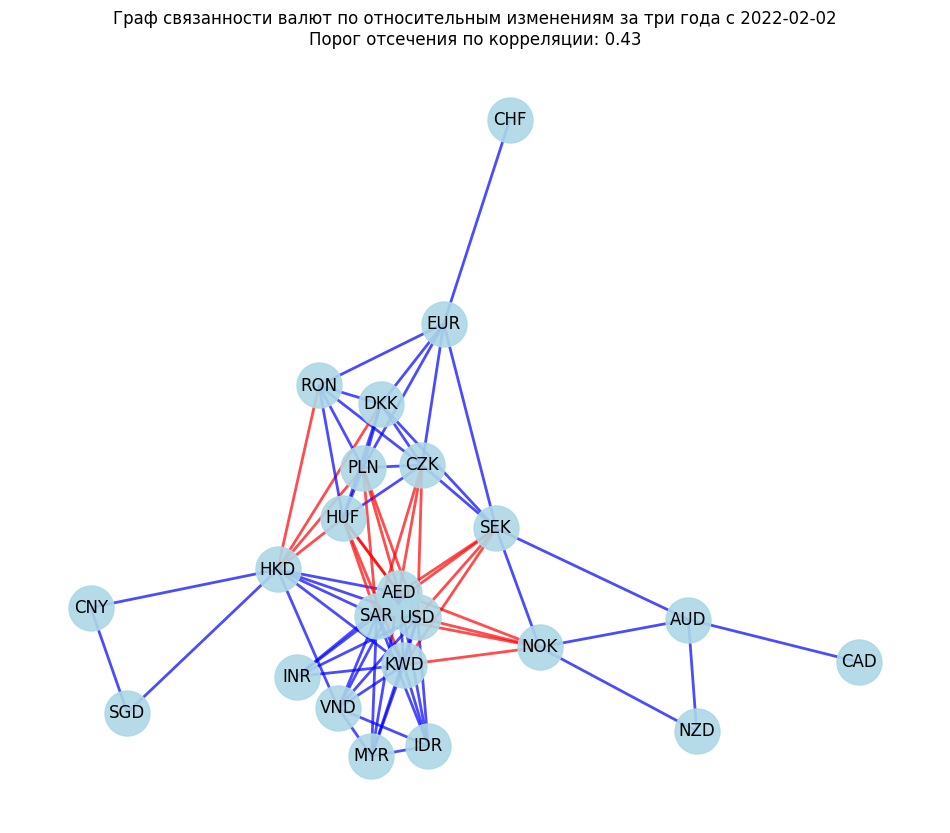 Граф связанности валют по относительным изменениям за три года с 2022-02-02
Порог отсечения по корреляции: 0.43
CHF
EUR
RON
DKK
PLN
CZK
HUF
SEK
HKD
AED
CNY
SAR
USD
AUD
NOK
CAD
KWD
INR
VND
SGD
NZD
IDR
MYR